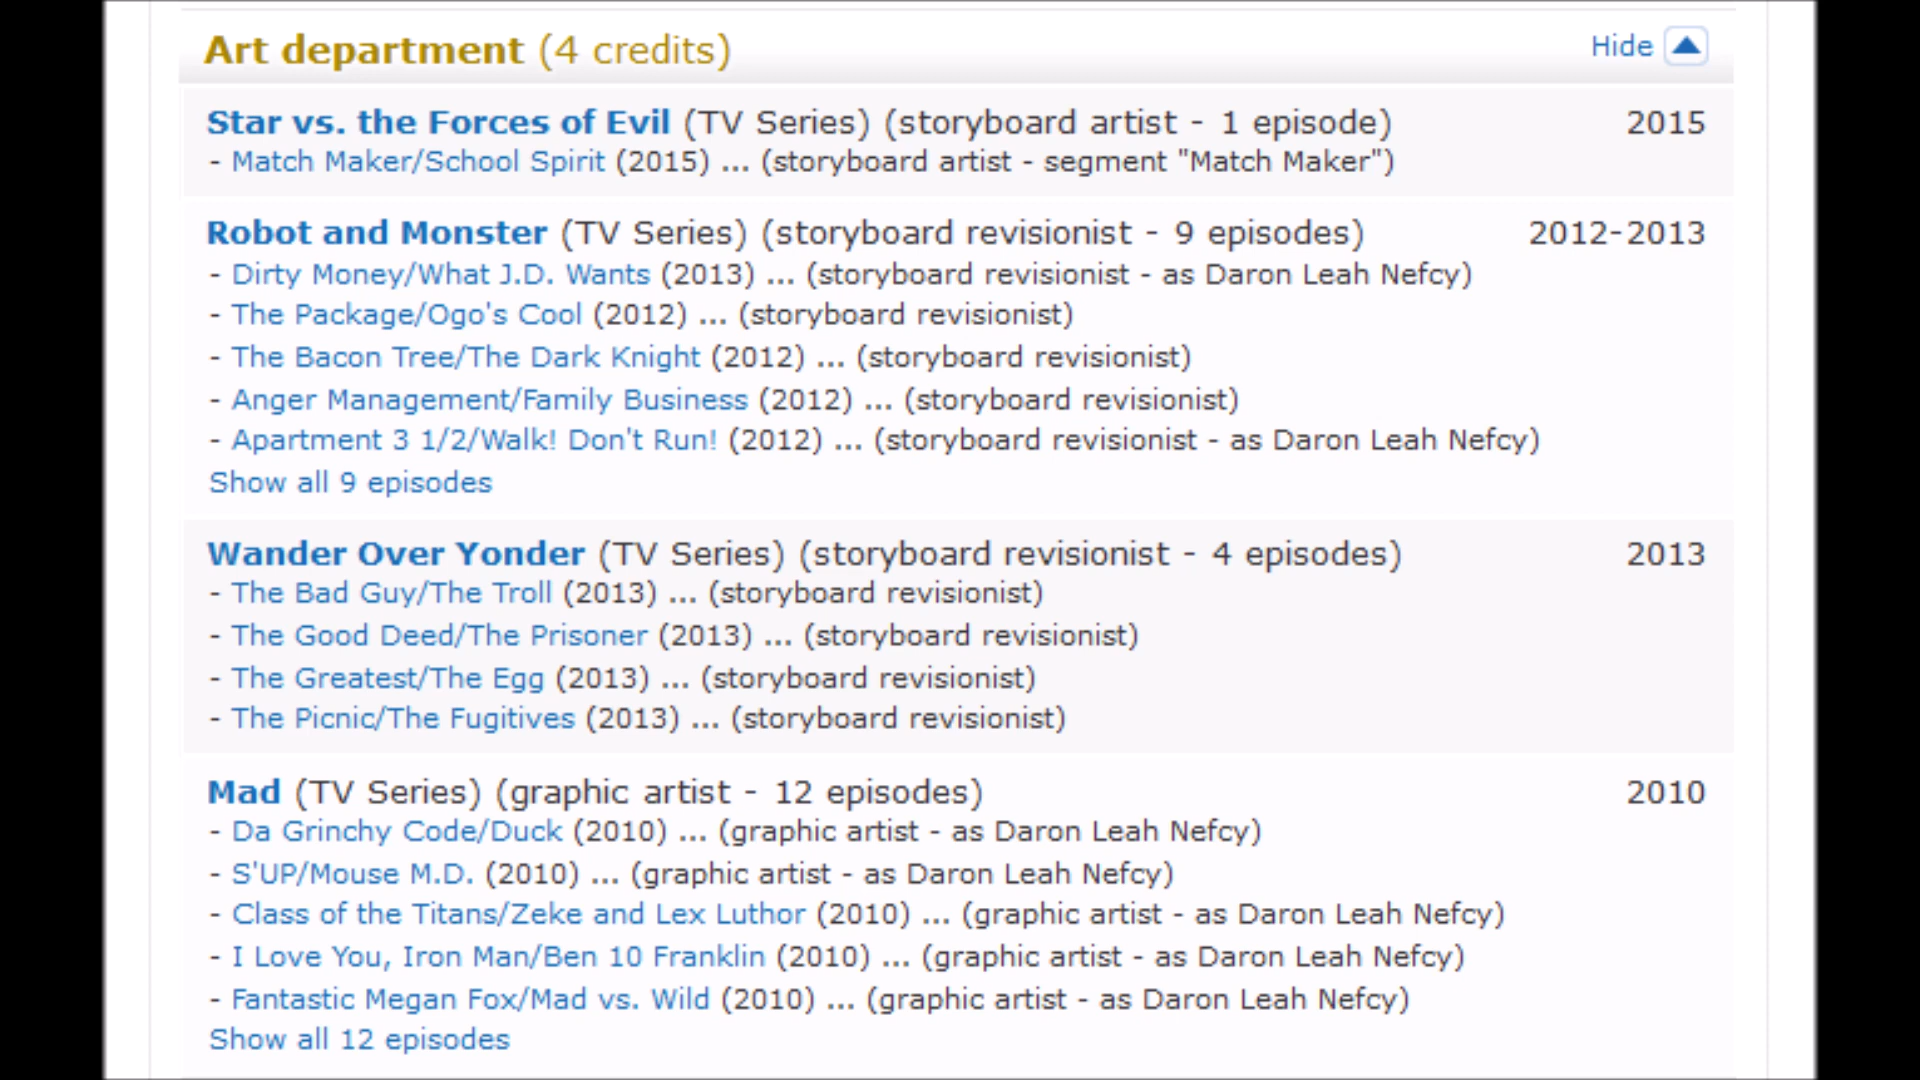 Art department (4 credits)
Hide
Star vs. the Forces of Evil (TV Series) (storyboard artist - 1 episode) 2015
- Match Maker/School Spirit (2015) ... (storyboard artist - segment "Match Maker")
Robot and Monster (TV Series) (storyboard revisionist - 9 episodes) 2012-2013
- Dirty Money/What J.D. Wants (2013) ... (storyboard revisionist - as Daron Leah Nefcy)
- The Package/Ogo's Cool (2012) ... (storyboard revisionist)
- The Bacon Tree/The Dark Knight (2012) ... (storyboard revisionist)
- Anger Management/Family Business (2012) ... (storyboard revisionist)
- Apartment 3 1/2/Walk! Don't Run! (2012) ... (storyboard revisionist - as Daron Leah Nefcy)
Show all 9 episodes
Wander Over Yonder (TV Series) (storyboard revisionist - 4 episodes) 2013
- The Bad Guy/The Troll (2013) ... (storyboard revisionist)
- The Good Deed/The Prisoner (2013) ... (storyboard revisionist)
- The Greatest/The Egg (2013) ... (storyboard revisionist)
- The Picnic/The Fugitives (2013) ... (storyboard revisionist)
Mad (TV Series) (graphic artist - 12 episodes) 2010
- Da Grinchy Code/Duck (2010) ... (graphic artist - as Daron Leah Nefcy)
- S'UP/Mouse M.D. (2010) ... (graphic artist - as Daron Leah Nefcy)
- Class of the Titans/Zeke and Lex Luthor (2010) ... (graphic artist - as Daron Leah Nefcy)
- I Love You, Iron Man/Ben 10 Franklin (2010) ... (graphic artist - as Daron Leah Nefcy)
- Fantastic Megan Fox/Mad vs. Wild (2010) ... (graphic artist - as Daron Leah Nefcy)
Show all 12 episodes